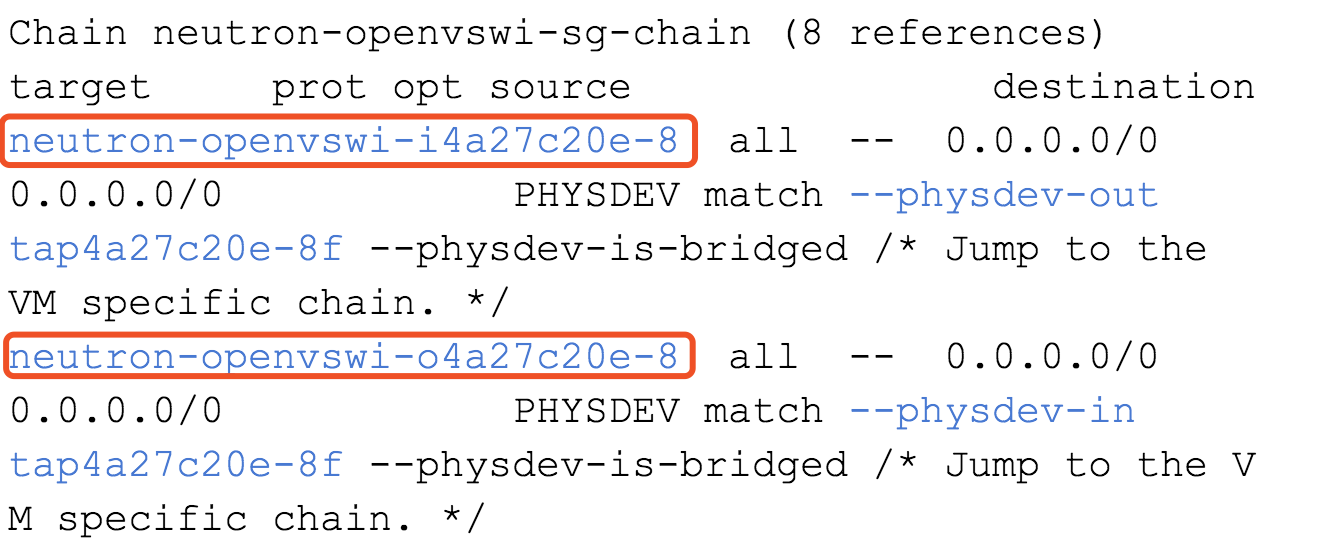 Chain neutron-openvswi-sg-chain (8 references)
target prot opt source destination
neutron-openvswi-i4a27c20e-8 all -- 0.0.0.0/0
0.0.0.0/0 PHYSDEV match --physdev-out
tap4a27c20e-8f --physdev-is-bridged /* Jump to the
VM specific chain. */
neutron-openvswi-o4a27c20e-8 all -- 0.0.0.0/0
0.0.0.0/0 PHYSDEV match --physdev-in
tap4a27c20e-8f --physdev-is-bridged /* Jump to the V
M specific chain. */